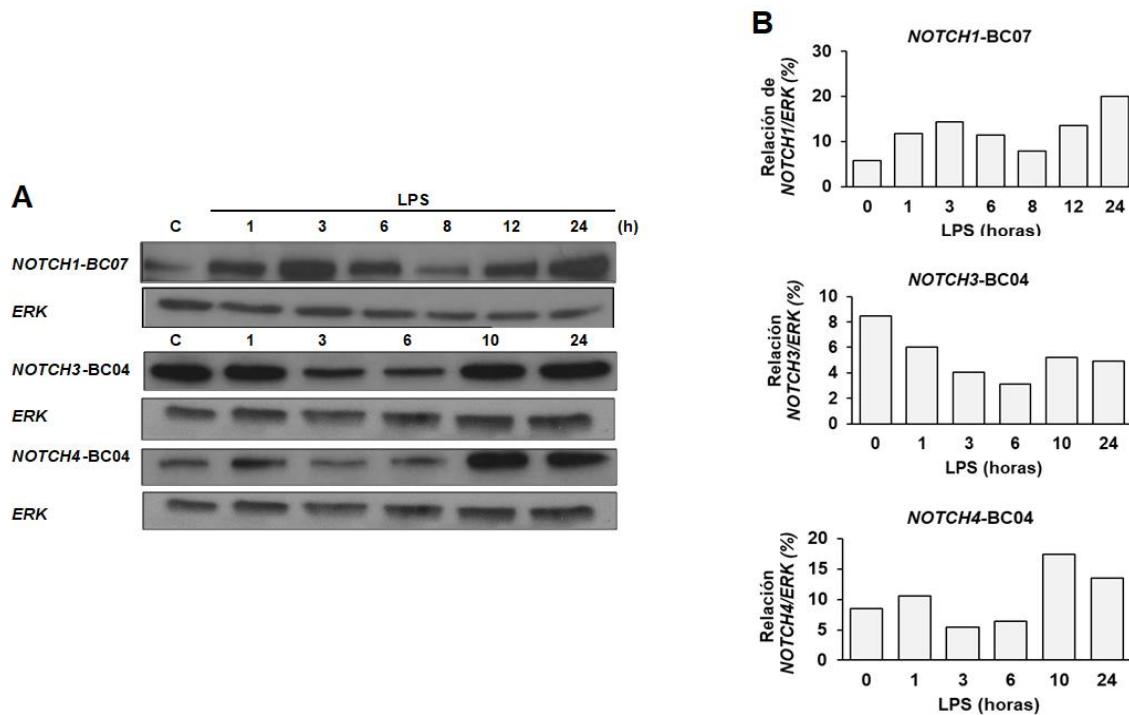 A
LPS
C 1 3 6 8 12 24 (h)
NOTCH1-BC07
ERK
C 1 3 6 10 24
NOTCH3-BC04
ERK
NOTCH4-BC04
ERK
B
NOTCH1-BC07
Relación de
NOTCH1/ERK (%)
30
20
10
0
0 1 3 6 8 12 24
LPS (horas)
NOTCH3-BC04
Relación
NOTCH3/ERK (%)
8
6
4
2
0
0 1 3 6 10 24
LPS (horas)
NOTCH4-BC04
Relación
NOTCH4/ERK (%)
20
15
10
5
0
0 1 3 6 10 24
LPS (horas)